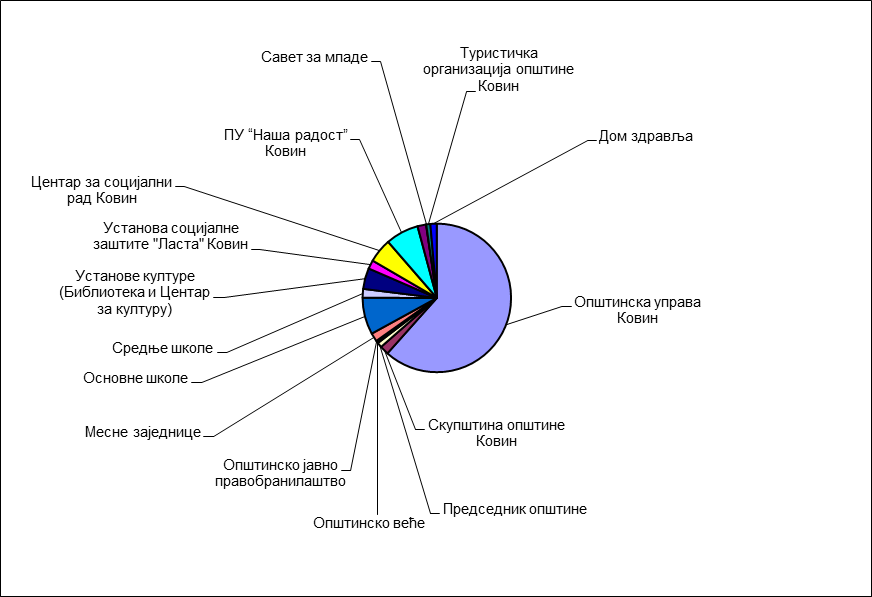 Савет за младе
Туристичка
организација општине
Ковин
ПУ “Наша радост”
Ковин
Дом здравља
Центар за социјални
рад Ковин
Установа социјалне
заштите "Ласта" Ковин
Установе културе
(Библиотека и Центар
за културу)
Општинска управа
Ковин
Средње школе
Основне школе
Месне заједнице
Скупштина општине
Ковин
Општинско јавно
правобранилаштво
Председник општине
Општинско веће